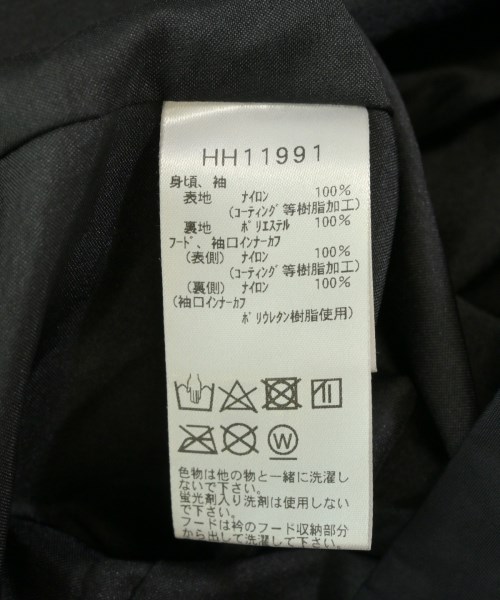 HH11991
身頃、袖
表地 ナイロン 100%
(コーティング等樹脂加工)
裏地 ポリエステル 100%
フード、袖口インナーカフ
(表側) ナイロン 100%
(コーティング等樹脂加工)
(裏側) ナイロン 100%
(袖口インナーカフ
ポリウレタン樹脂使用)
W
色物は他の物と一緒に洗濯し
ないで下さい。
蛍光剤入り洗剤は使用しない
で下さい。
フードは衿のフード収納部分
から出して洗濯して下さい。